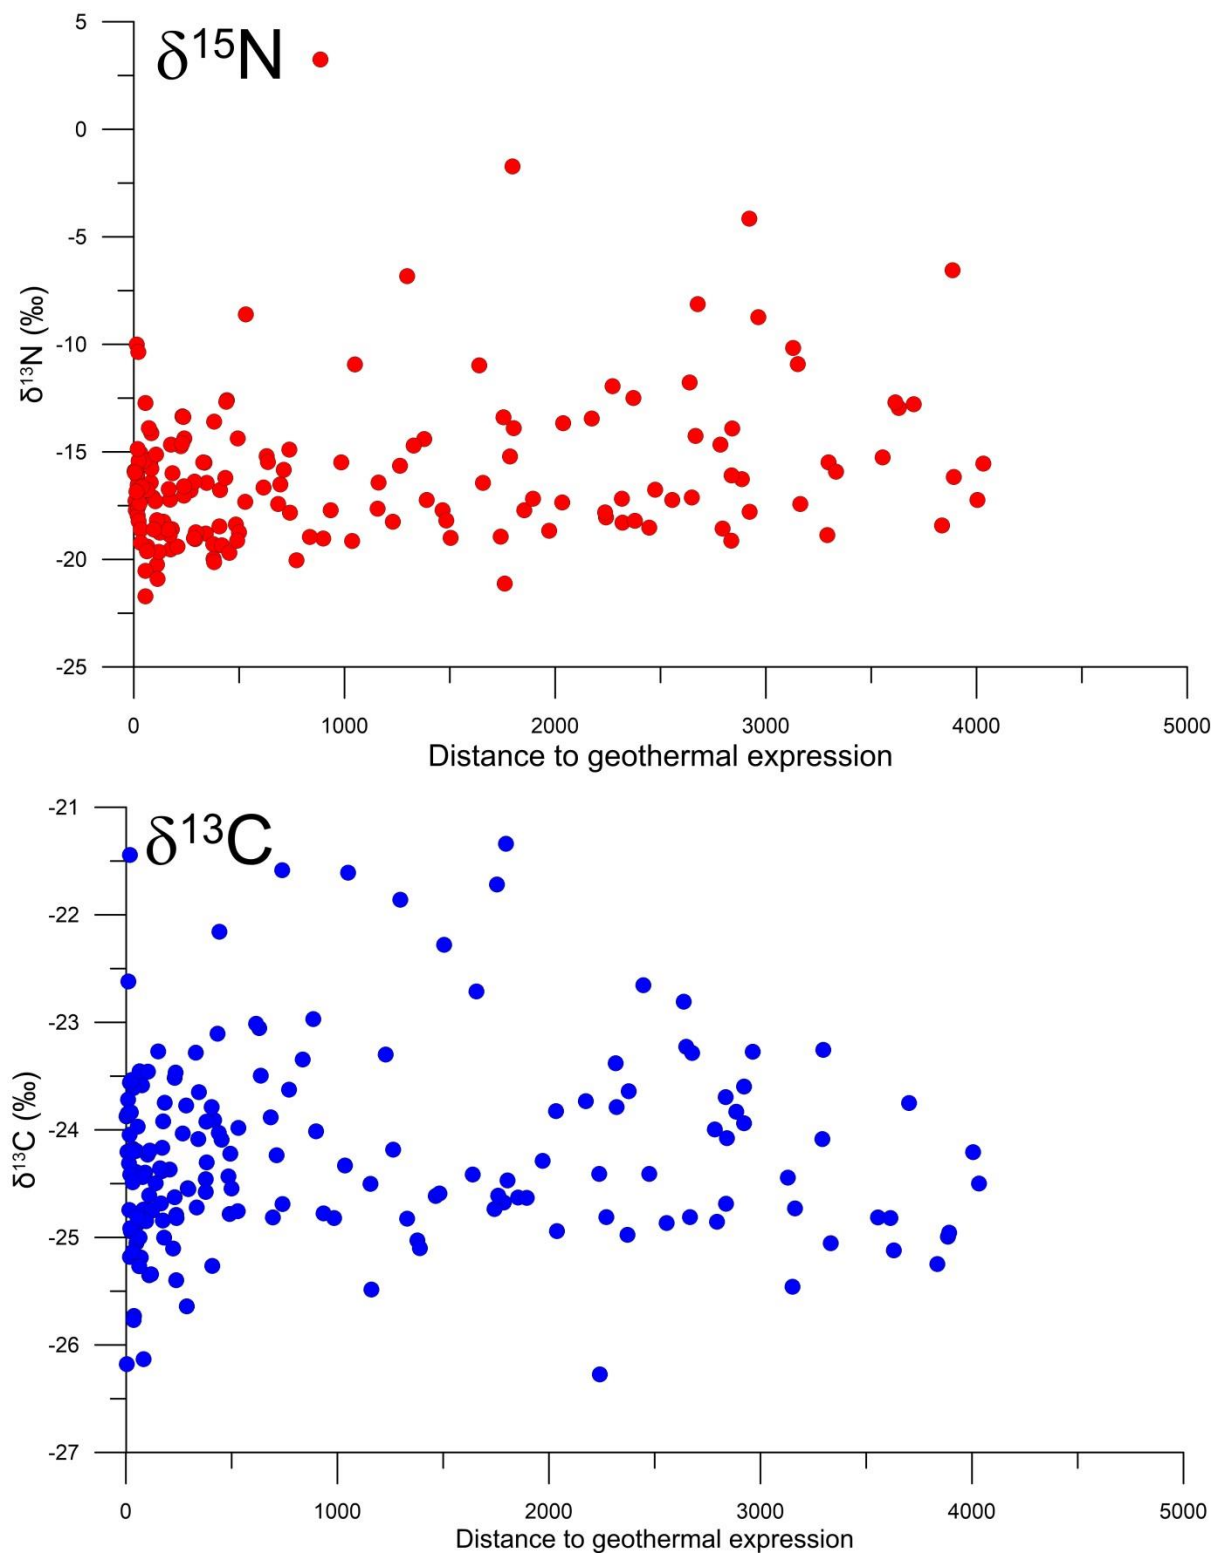 δ15N
5
0
-5
-10
-15
-20
-25
δ13N (‰)
0 1000 2000 3000 4000 5000
Distance to geothermal expression
δ13C
-21
-22
-23
-24
-25
-26
-27
δ13C (‰)
0 1000 2000 3000 4000 5000
Distance to geothermal expression